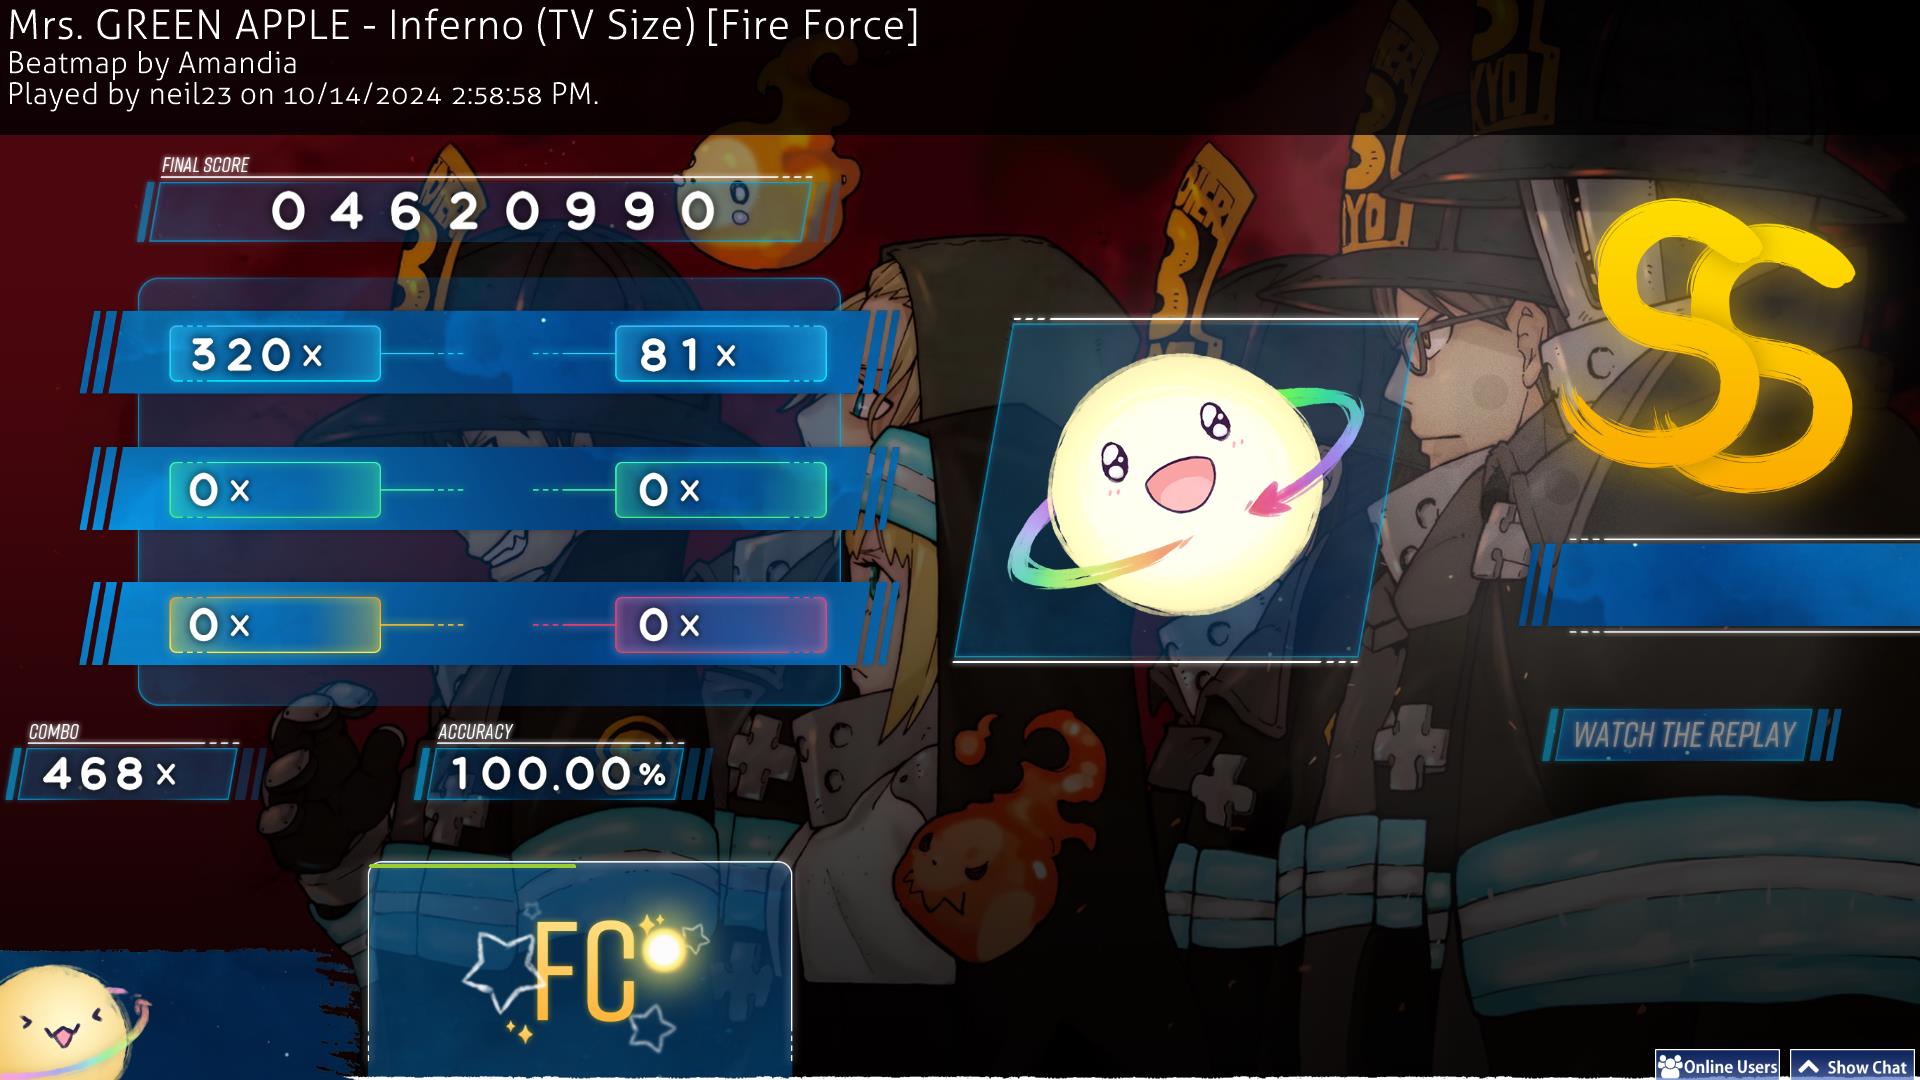 Mrs. GREEN APPLE - Inferno (TV Size) [Fire Force]
Beatmap by Amandia
Played by neil23 on 10/14/2024 2:58:58 PM.
FINAL SCORE
04620990
320x 81x
0x 0x
0x 0x
SS
WATCH THE REPLAY
COMBO ACCURACY
468x 100.00%
FC
Online Users Show Chat